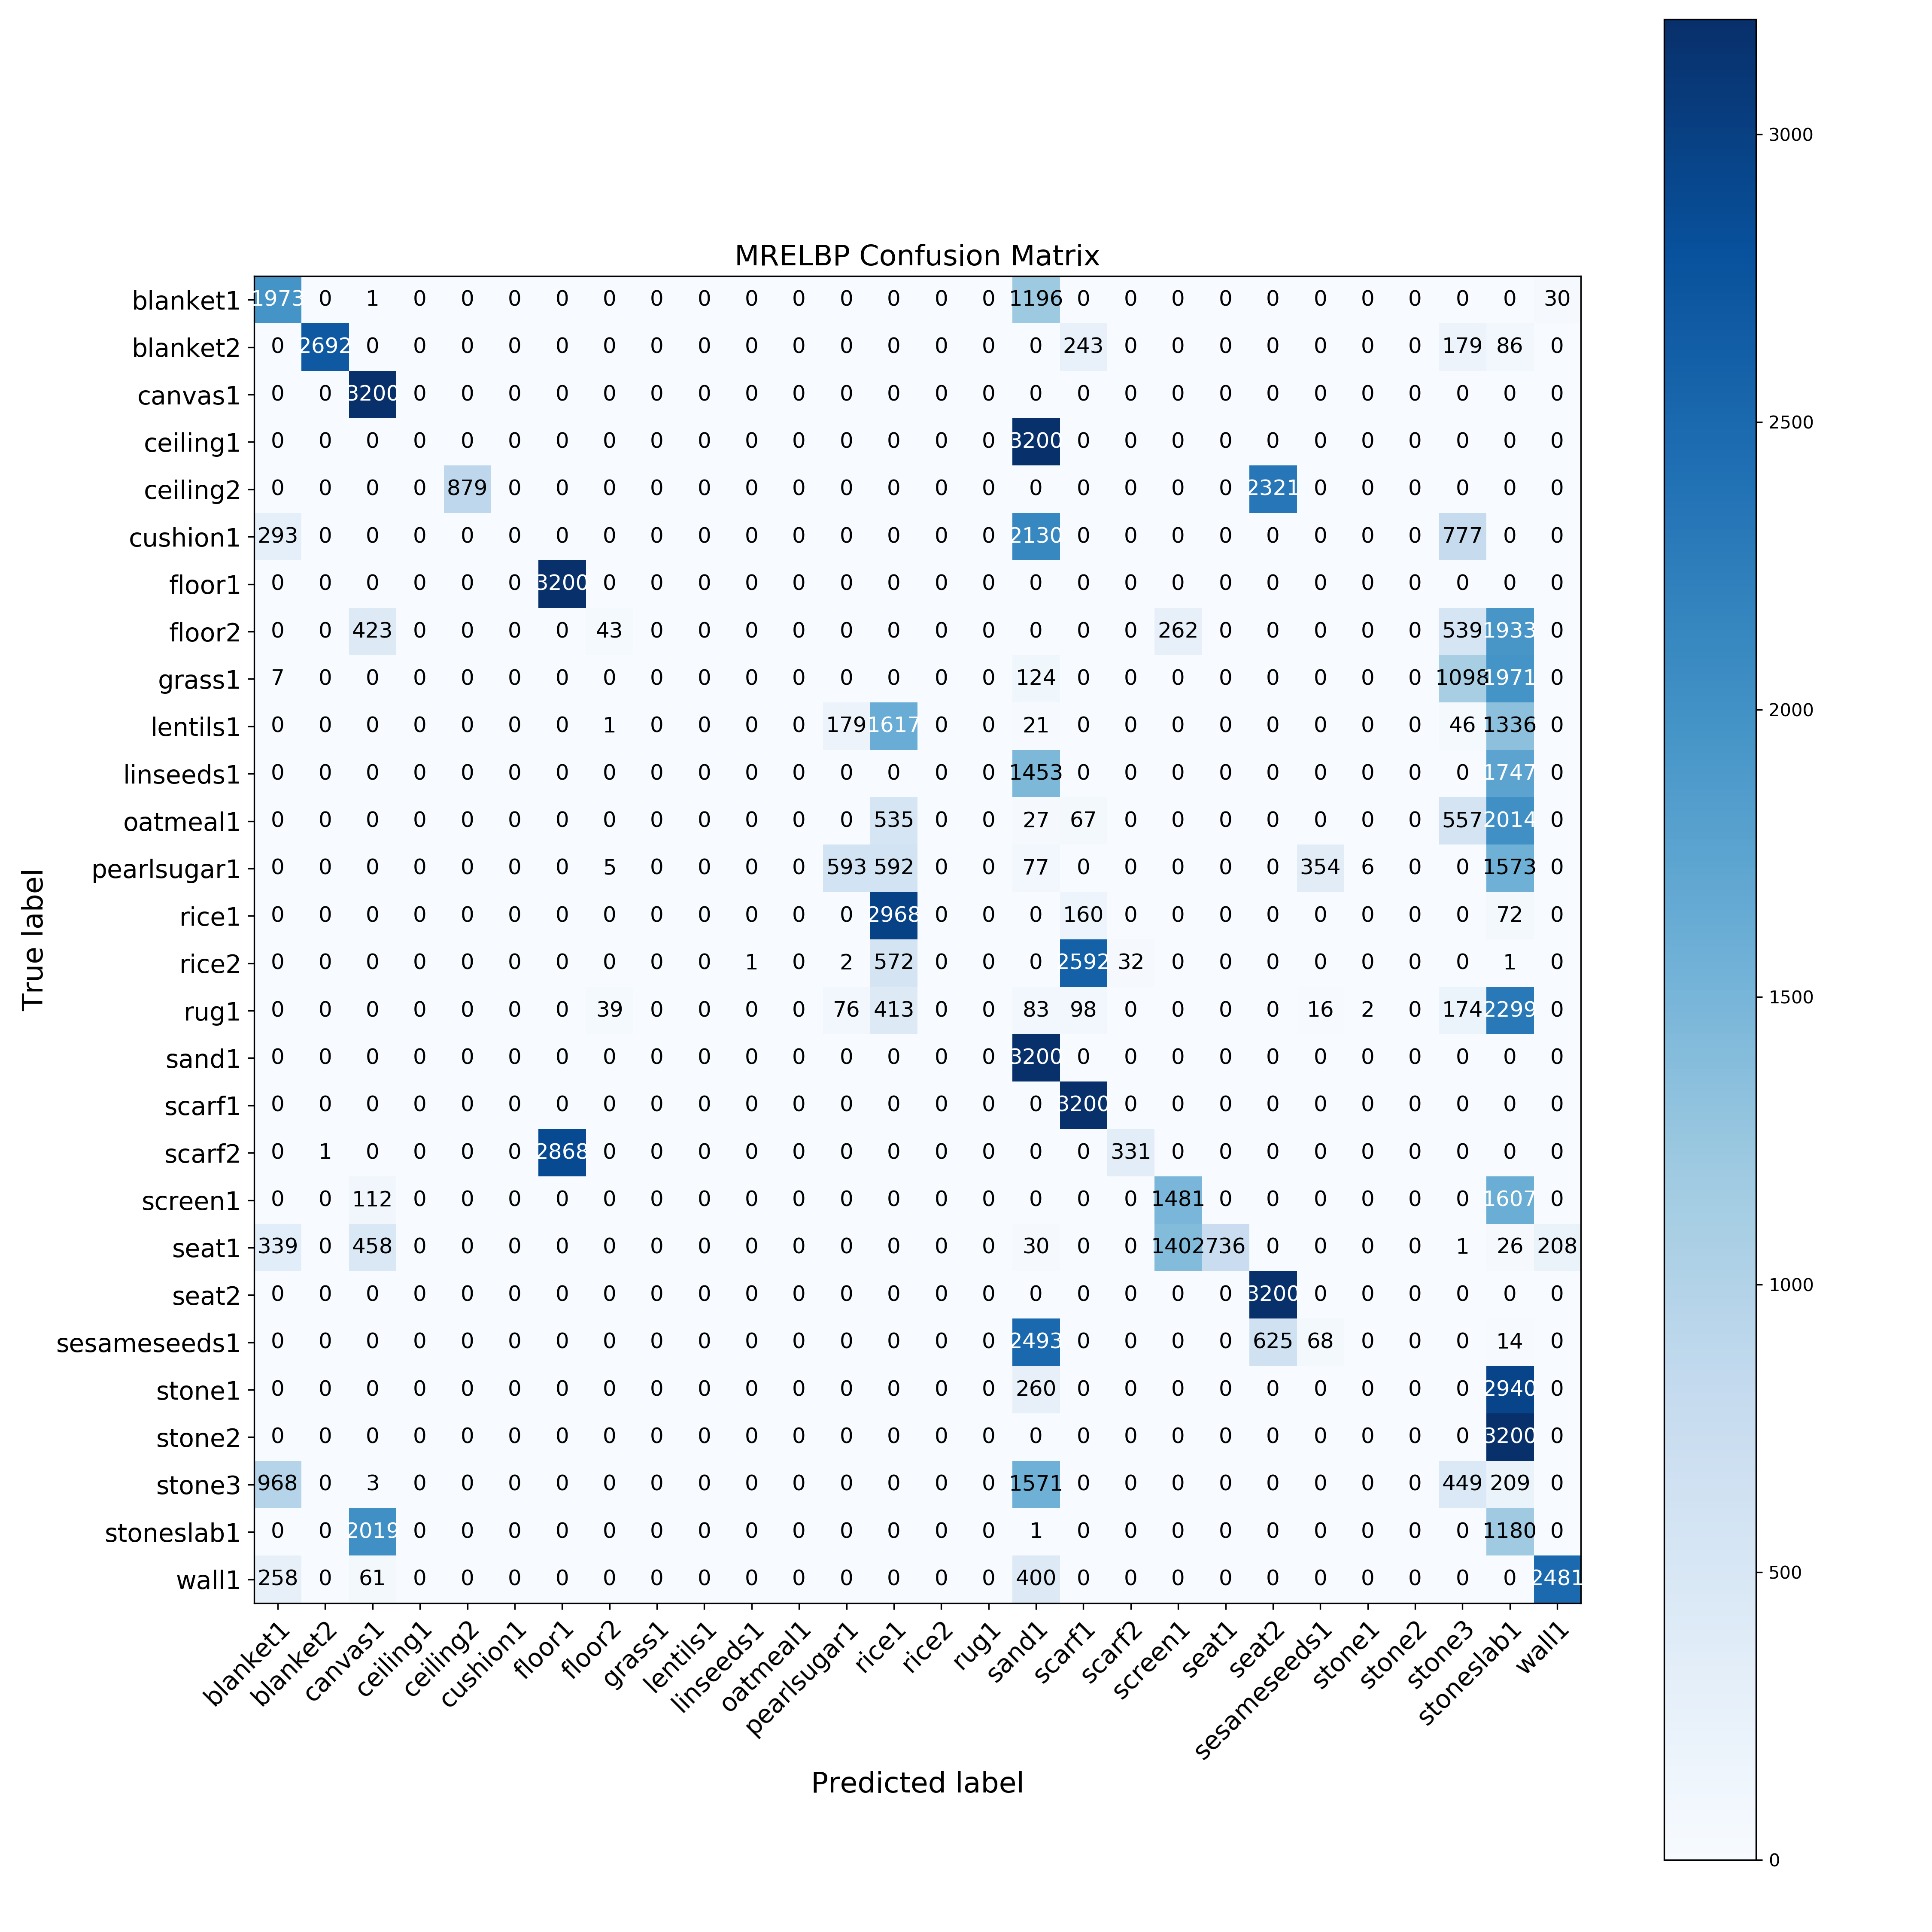 MRELBP Confusion Matrix
blanket1 1973 0 1 0 0 0 0 0 0 0 0 0 0 0 0 0 1196 0 0 0 0 0 0 0 0 0 0 30
blanket2 0 2692 0 0 0 0 0 0 0 0 0 0 0 0 0 0 0 243 0 0 0 0 0 0 0 179 86 0
canvas1 0 0 3200 0 0 0 0 0 0 0 0 0 0 0 0 0 0 0 0 0 0 0 0 0 0 0 0 0
ceiling1 0 0 0 0 0 0 0 0 0 0 0 0 0 0 0 0 3200 0 0 0 0 0 0 0 0 0 0 0
ceiling2 0 0 0 0 879 0 0 0 0 0 0 0 0 0 0 0 0 0 0 0 0 2321 0 0 0 0 0 0
cushion1 293 0 0 0 0 0 0 0 0 0 0 0 0 0 0 0 2130 0 0 0 0 0 0 0 0 777 0 0
floor1 0 0 0 0 0 0 3200 0 0 0 0 0 0 0 0 0 0 0 0 0 0 0 0 0 0 0 0 0
floor2 0 0 423 0 0 0 0 43 0 0 0 0 0 0 0 0 0 0 0 262 0 0 0 0 0 539 1933 0
grass1 7 0 0 0 0 0 0 0 0 0 0 0 0 0 0 0 124 0 0 0 0 0 0 0 0 1098 1971 0
lentils1 0 0 0 0 0 0 0 1 0 0 0 0 179 1617 0 0 21 0 0 0 0 0 0 0 0 46 1336 0
linseeds1 0 0 0 0 0 0 0 0 0 0 0 0 0 0 0 0 1453 0 0 0 0 0 0 0 0 0 1747 0
oatmeal1 0 0 0 0 0 0 0 0 0 0 0 0 0 535 0 0 27 67 0 0 0 0 0 0 0 557 2014 0
pearlsugar1 0 0 0 0 0 0 0 5 0 0 0 0 593 592 0 0 77 0 0 0 0 0 354 6 0 0 1573 0
rice1 0 0 0 0 0 0 0 0 0 0 0 0 0 2968 0 0 0 160 0 0 0 0 0 0 0 0 72 0
rice2 0 0 0 0 0 0 0 0 0 0 1 0 2 572 0 0 0 2592 32 0 0 0 0 0 0 0 1 0
rug1 0 0 0 0 0 0 0 39 0 0 0 0 76 413 0 0 83 98 0 0 0 0 16 2 0 174 2299 0
sand1 0 0 0 0 0 0 0 0 0 0 0 0 0 0 0 0 3200 0 0 0 0 0 0 0 0 0 0 0
scarf1 0 0 0 0 0 0 0 0 0 0 0 0 0 0 0 0 0 3200 0 0 0 0 0 0 0 0 0 0
scarf2 0 1 0 0 0 0 2868 0 0 0 0 0 0 0 0 0 0 0 331 0 0 0 0 0 0 0 0 0
screen1 0 0 112 0 0 0 0 0 0 0 0 0 0 0 0 0 0 0 0 1481 0 0 0 0 0 0 1607 0
seat1 339 0 458 0 0 0 0 0 0 0 0 0 0 0 0 0 30 0 0 1402 736 0 0 0 0 1 26 208
seat2 0 0 0 0 0 0 0 0 0 0 0 0 0 0 0 0 0 0 0 0 0 3200 0 0 0 0 0 0
sesameseeds1 0 0 0 0 0 0 0 0 0 0 0 0 0 0 0 0 2493 0 0 0 0 625 68 0 0 0 14 0
stone1 0 0 0 0 0 0 0 0 0 0 0 0 0 0 0 0 260 0 0 0 0 0 0 0 0 0 2940 0
stone2 0 0 0 0 0 0 0 0 0 0 0 0 0 0 0 0 0 0 0 0 0 0 0 0 0 0 3200 0
stone3 968 0 3 0 0 0 0 0 0 0 0 0 0 0 0 0 1571 0 0 0 0 0 0 0 0 449 209 0
stoneslab1 0 0 2019 0 0 0 0 0 0 0 0 0 0 0 0 0 1 0 0 0 0 0 0 0 0 0 1180 0
wall1 258 0 61 0 0 0 0 0 0 0 0 0 0 0 0 0 400 0 0 0 0 0 0 0 0 0 0 2481
True label
blanket1 blanket2 canvas1 ceiling1 ceiling2 cushion1 floor1 floor2 grass1 lentils1 linseeds1 oatmeal1 pearlsugar1 rice1 rice2 rug1 sand1 scarf1 scarf2 screen1 seat1 seat2 sesameseeds1 stone1 stone2 stone3 stoneslab1 wall1
Predicted label
3000
2500
2000
1500
1000
500
0